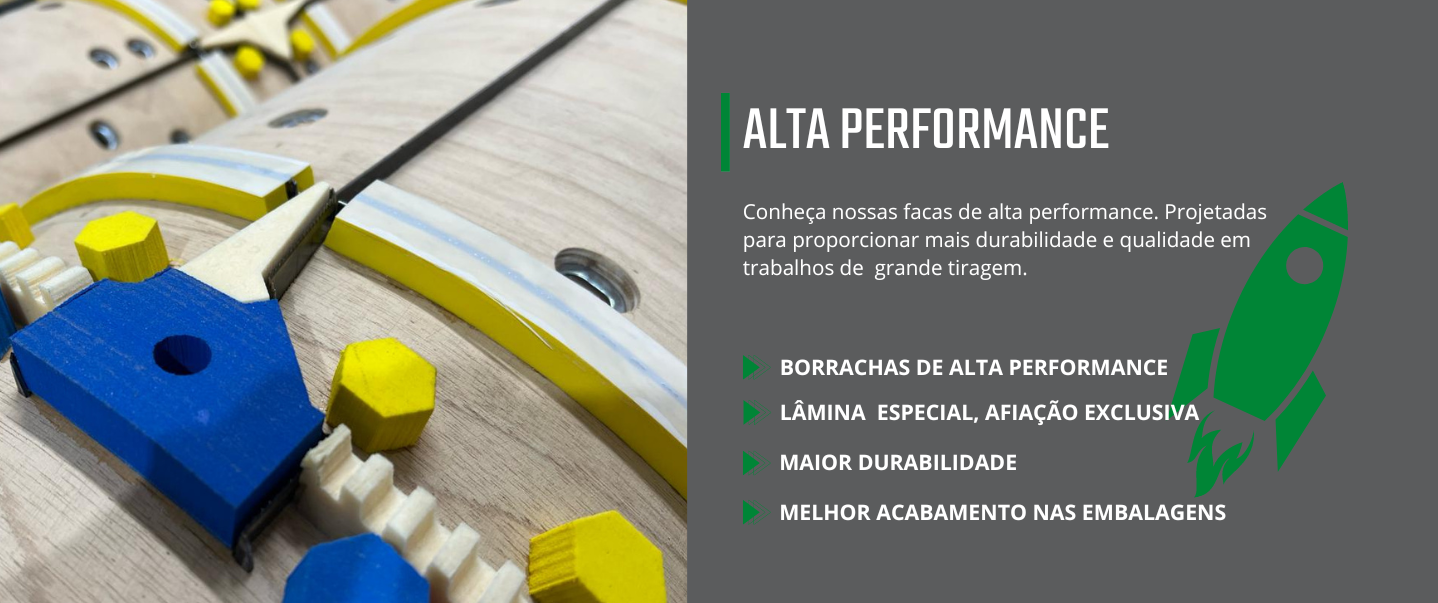 ALTA PERFORMANCE
Conheça nossas facas de alta performance. Projetadas
para proporcionar mais durabilidade e qualidade em
trabalhos de  grande tiragem.
BORRACHAS DE ALTA PERFORMANCE
LÂMINA  ESPECIAL, AFIAÇÃO EXCLUSIVA
MAIOR DURABILIDADE
MELHOR ACABAMENTO NAS EMBALAGENS